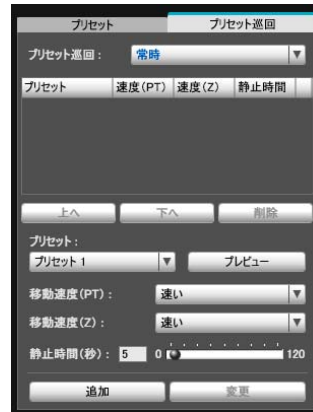 プリセット プリセット巡回
プリセット巡回： 常時
プリセット 速度(PT) 速度(Z) 静止時間
上へ 下へ 削除
プリセット：
プリセット 1 プレビュー
移動速度(PT)： 速い
移動速度(Z)： 速い
静止時間(秒)： 5 0 120
追加 変更